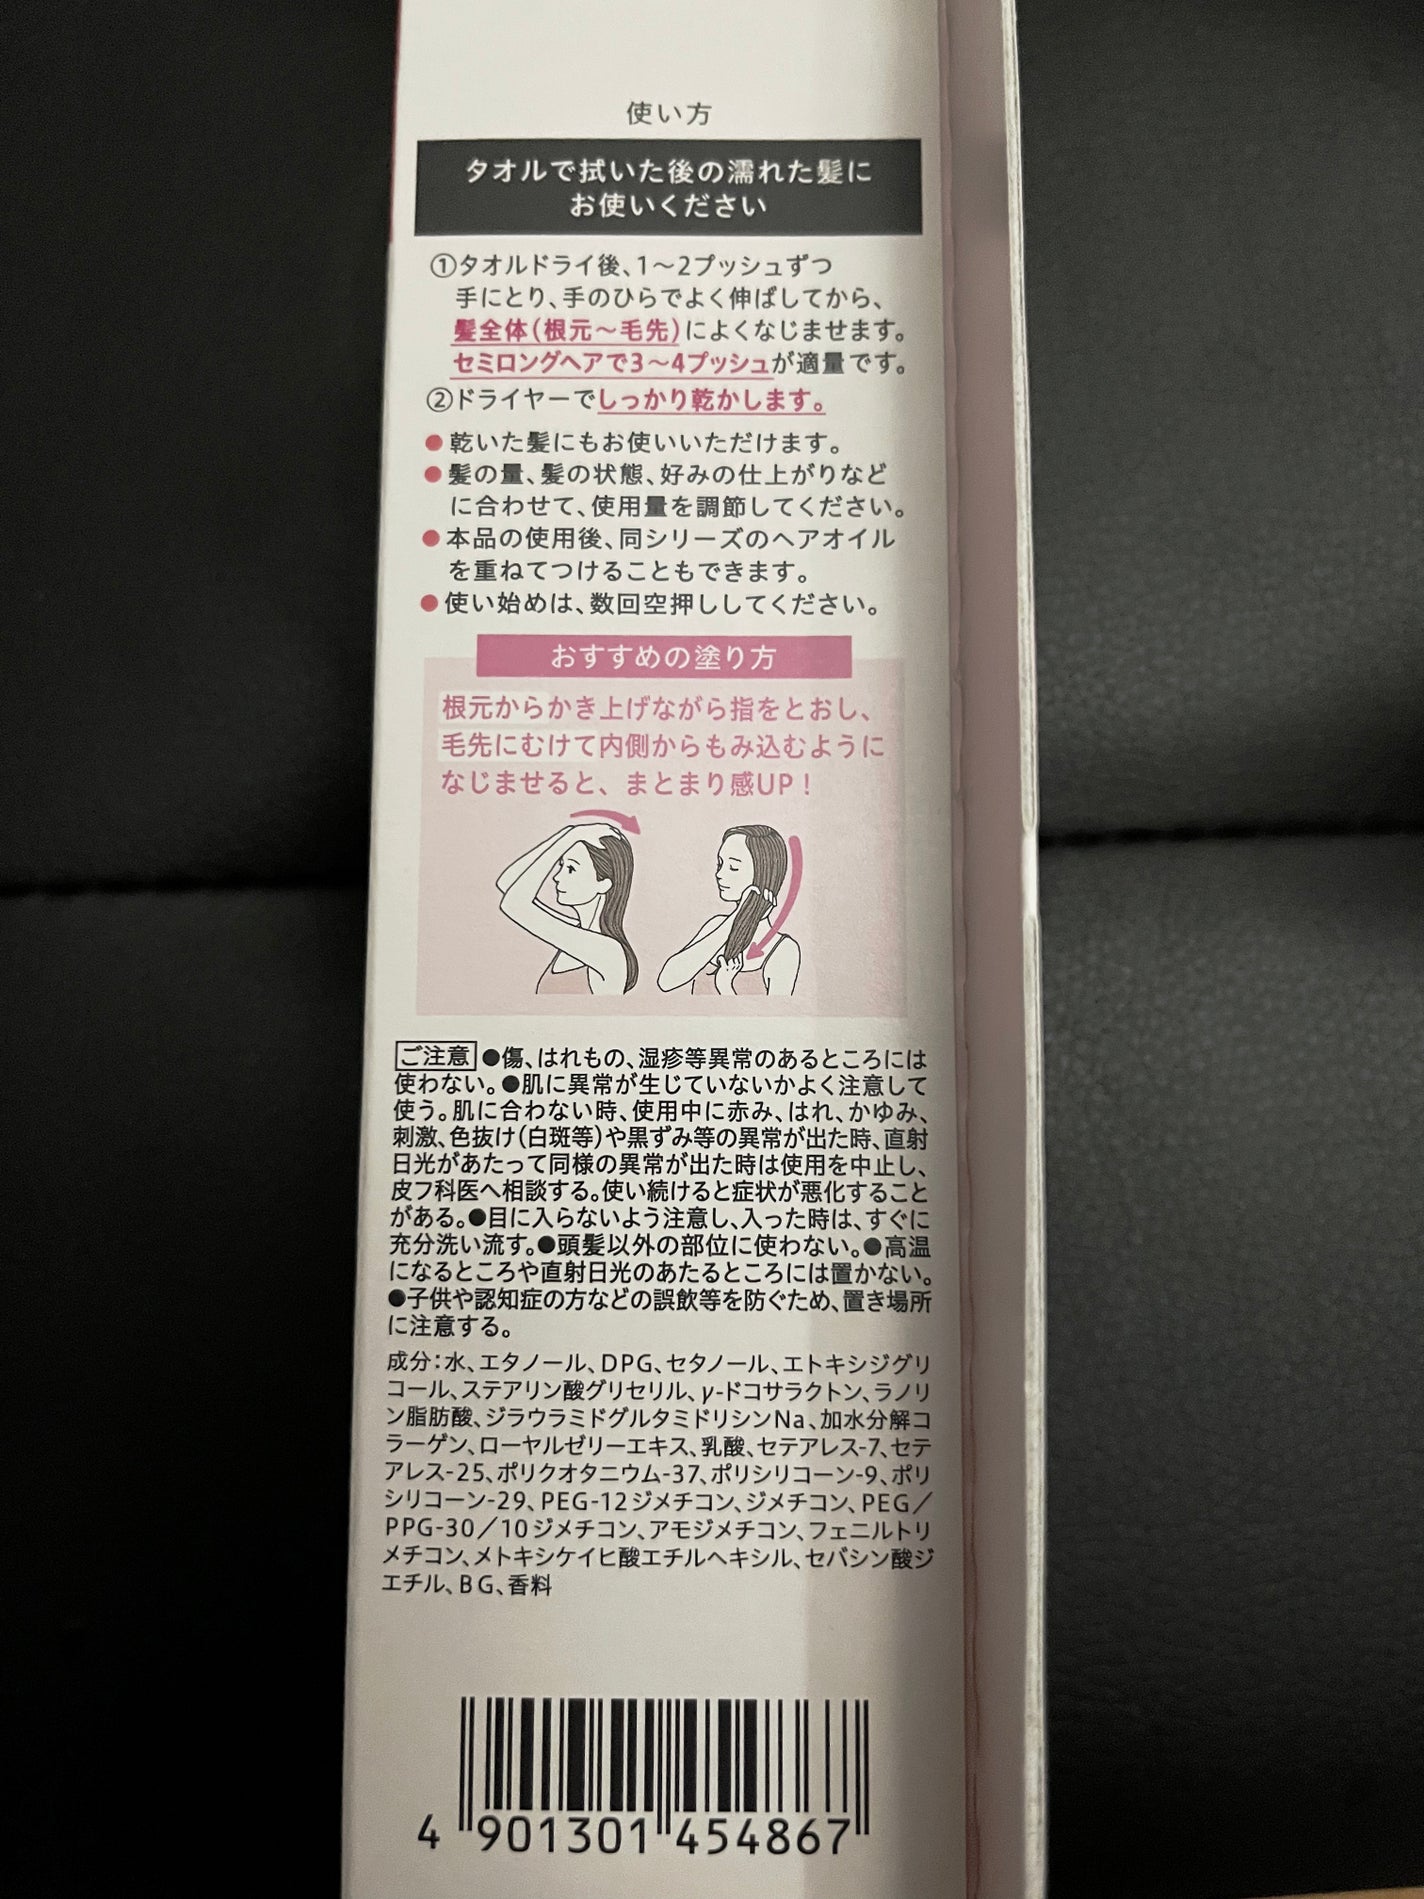 使い方
タオルで拭いた後の濡れた髪に
お使いください
①タオルドライ後、1～2プッシュずつ
手にとり、手のひらでよく伸ばしてから、
髪全体(根元～毛先)によくなじませます。
セミロングヘアで3～4プッシュが適量です。
②ドライヤーでしっかり乾かします。
●乾いた髪にもお使いいただけます。
●髪の量、髪の状態、好みの仕上がりなど
に合わせて、使用量を調節してください。
●本品の使用後、同シリーズのヘアオイル
を重ねてつけることもできます。
●使い始めは、数回空押ししてください。
おすすめの塗り方
根元からかき上げながら指をとおし、
毛先にむけて内側からもみ込むように
なじませると、まとまり感UP！
ご注意 ●傷、はれもの、湿疹等異常のあるところには
使わない。●肌に異常が生じていないかよく注意して
使う。肌に合わない時、使用中に赤み、はれ、かゆみ、
刺激、色抜け(白斑等)や黒ずみ等の異常が出た時、直射
日光があたって同様の異常が出た時は使用を中止し、
皮フ科医へ相談する。使い続けると症状が悪化すること
がある。●目に入らないよう注意し、入った時は、すぐに
充分洗い流す。●頭髪以外の部位に使わない。●高温
になるところや直射日光のあたるところには置かない。
●子供や認知症の方などの誤飲等を防ぐため、置き場所
に注意する。
成分：水、エタノール、DPG、セタノール、エトキシジグリ
コール、ステアリン酸グリセリル、γ-ドコサラクトン、ラノリ
ン脂肪酸、ジラウラミドグルタミドリシンNa、加水分解コ
ラーゲン、ローヤルゼリーエキス、乳酸、セテアレス-7、セテ
アレス-25、ポリクオタニウム-37、ポリシリコーン-9、ポリ
シリコーン-29、PEG-12ジメチコン、ジメチコン、PEG／
PPG-30／10ジメチコン、アモジメチコン、フェニルトリ
メチコン、メトキシケイヒ酸エチルヘキシル、セバシン酸ジ
エチル、BG、香料
4 901301 454867